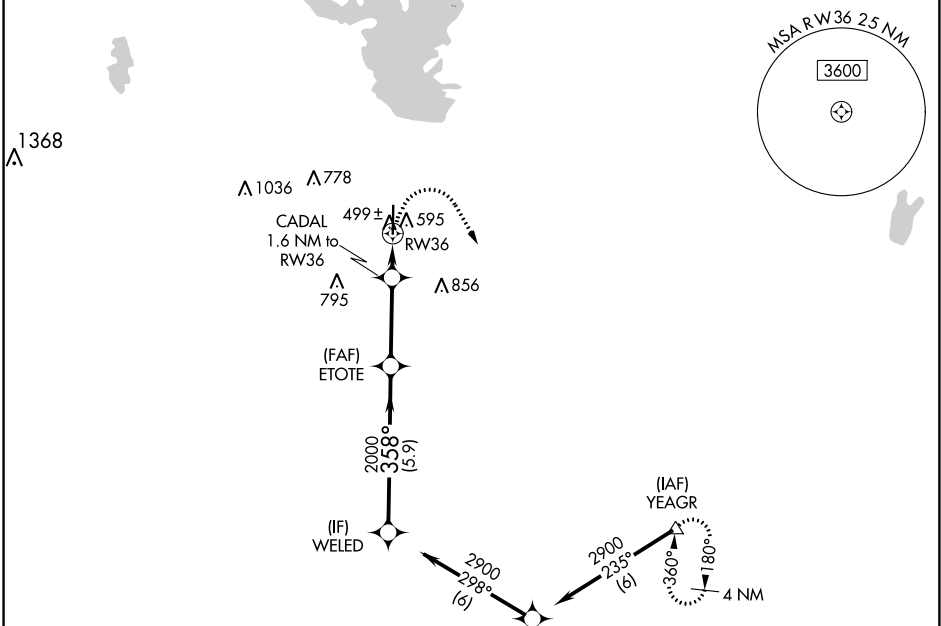 MSA RW36 25 NM
3600
1368
1036
778
499±
595
CADAL
1.6 NM to
RW36
RW36
795
856
(FAF)
ETOTE
2000
358°
(5.9)
(IF)
WELED
(IAF)
YEAGR
2900
235°
(6)
2900
298°
(6)
360°
180°
4 NM